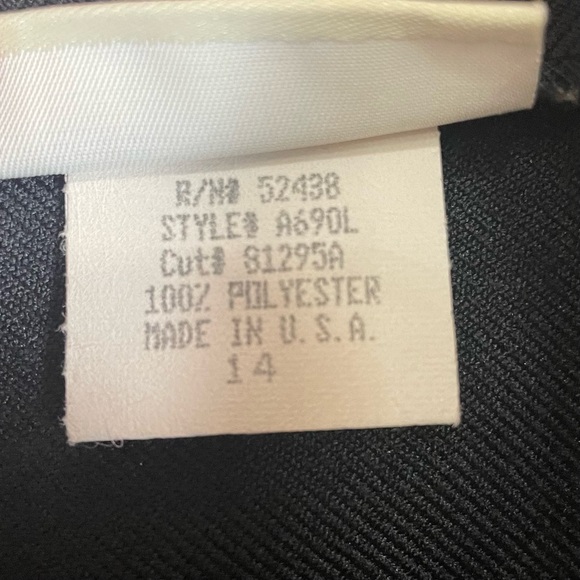 R/N# 52438
STYLE# A690L
Cut# 81295A
100% POLYESTER
MADE IN U.S.A.
14